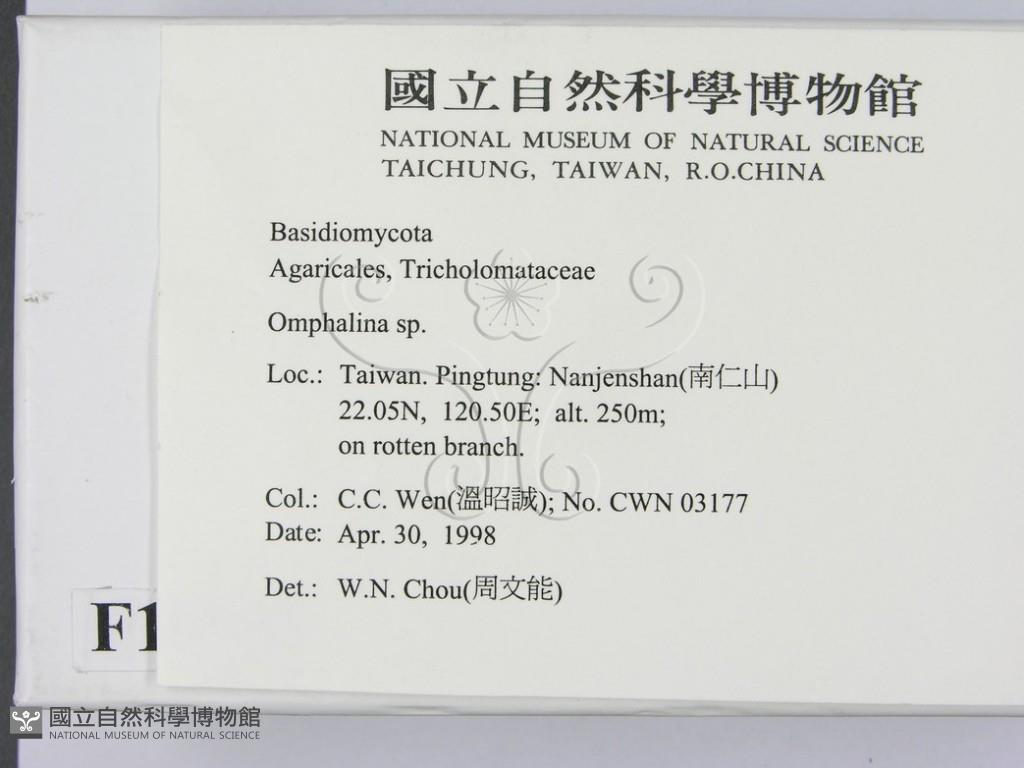 國立自然科學博物館
NATIONAL MUSEUM OF NATURAL SCIENCE
TAICHUNG, TAIWAN, R.O.CHINA
Basidiomycota
Agaricales, Tricholomataceae
Omphalina sp.
Loc.: Taiwan. Pingtung: Nanjenshan(南仁山)
22.05N, 120.50E; alt. 250m;
on rotten branch.
Col.: C.C. Wen(溫昭誠); No. CWN 03177
Date: Apr. 30, 1998
Det.: W.N. Chou(周文能)
F1
國立自然科學博物館
NATIONAL MUSEUM OF NATURAL SCIENCE